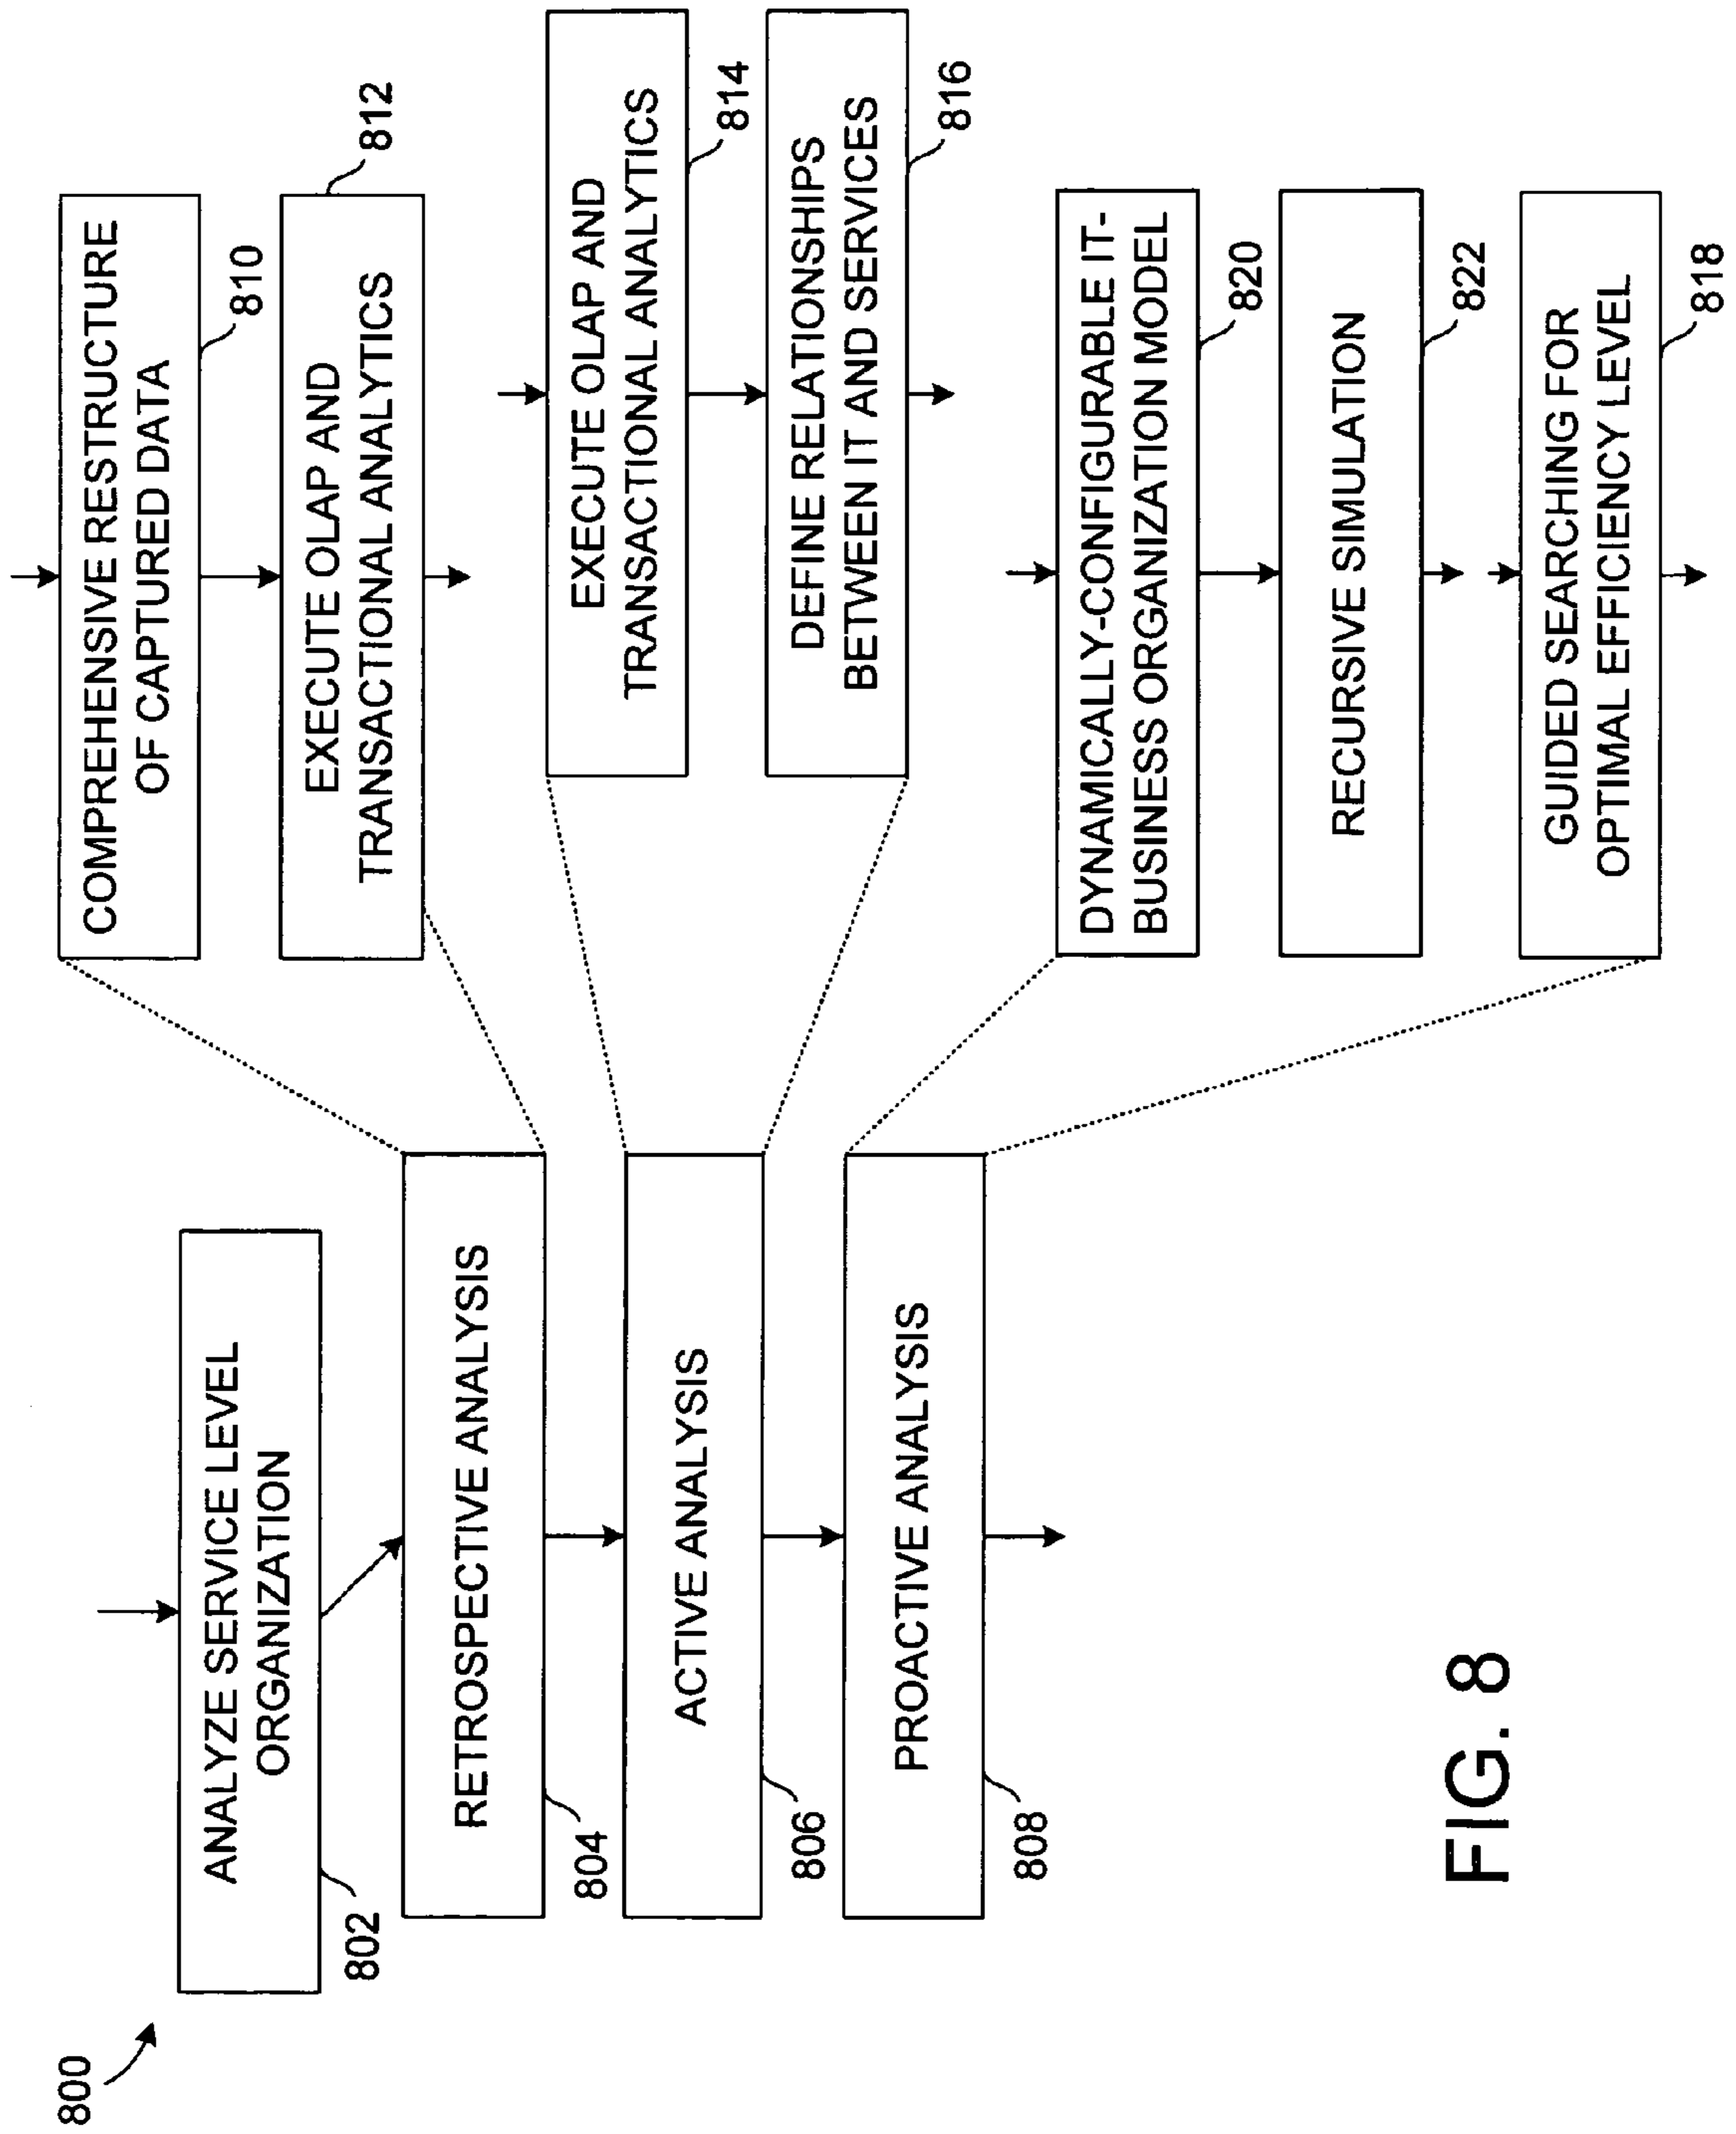 800
ANALYZE SERVICE LEVEL
ORGANIZATION
802
RETROSPECTIVE ANALYSIS
804
ACTIVE ANALYSIS
806
PROACTIVE ANALYSIS
808
COMPREHENSIVE RESTRUCTURE
OF CAPTURED DATA
810
EXECUTE OLAP AND
TRANSACTIONAL ANALYTICS
812
EXECUTE OLAP AND
TRANSACTIONAL ANALYTICS
814
DEFINE RELATIONSHIPS
BETWEEN IT AND SERVICES
816
DYNAMICALLY-CONFIGURABLE IT-
BUSINESS ORGANIZATION MODEL
820
RECURSIVE SIMULATION
822
GUIDED SEARCHING FOR
OPTIMAL EFFICIENCY LEVEL
818
FIG. 8